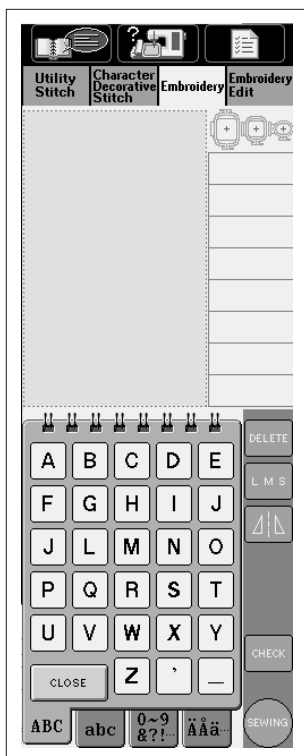 Utility Stitch
Character Decorative Stitch
Embroidery
Embroidery Edit
DELETE
A B C D E
L M S
F G H I J
J L M N O
P Q R S T
U V W X Y
CHECK
CLOSE Z ' _
ABC abc 0~9 &?!... ÄÅä...
SEWING